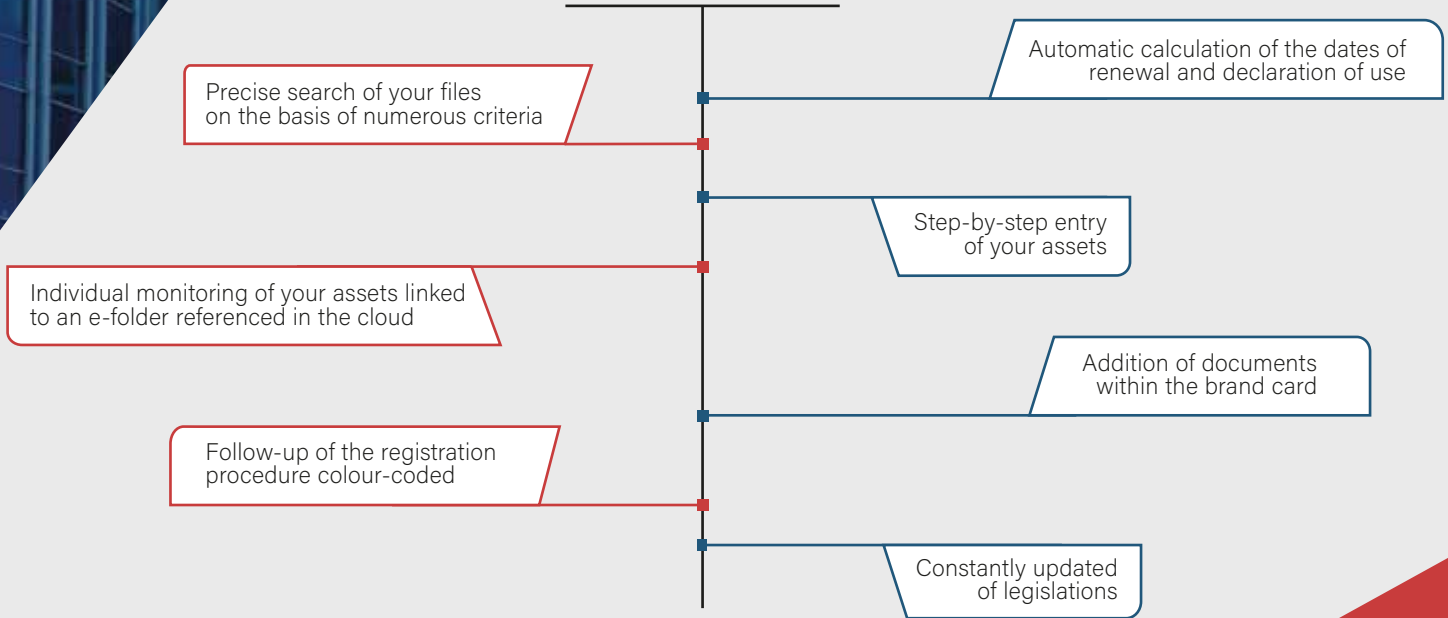 Automatic calculation of the dates of
renewal and declaration of use
Precise search of your files
on the basis of numerous criteria
Step-by-step entry
of your assets
Individual monitoring of your assets linked
to an e-folder referenced in the cloud
Addition of documents
within the brand card
Follow-up of the registration
procedure colour-coded
Constantly updated
of legislations